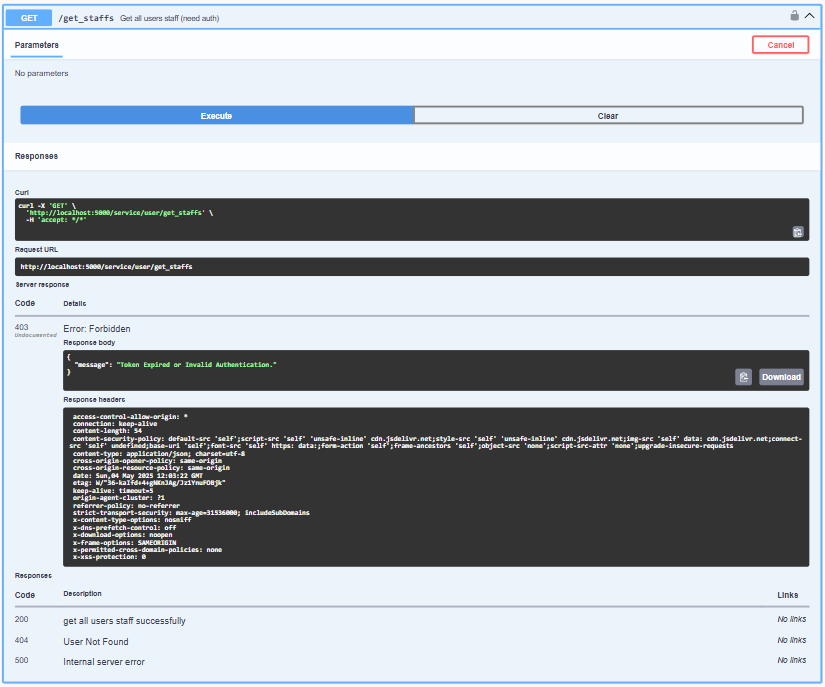 GET /get_staffs Get all users staff (need auth)
Parameters
Cancel
No parameters
Execute
Clear
Responses
Curl
curl -X 'GET' \
'http://localhost:5000/service/user/get_staffs' \
-H 'accept: */*'
Request URL
http://localhost:5000/service/user/get_staffs
Server response
Code Details
403 Error: Forbidden
Undocumented
Response body
{
"message": "Token Expired or Invalid Authentication."
}
Download
Response headers
access-control-allow-origin: *
connection: keep-alive
content-length: 54
content-security-policy: default-src 'self';script-src 'self' 'unsafe-inline' cdn.jsdelivr.net;style-src 'self' 'unsafe-inline' cdn.jsdelivr.net;img-src 'self' data: cdn.jsdelivr.net;connect-
src 'self' undefined;base-uri 'self';font-src 'self' https: data:;form-action 'self';frame-ancestors 'self';object-src 'none';script-src-attr 'none';upgrade-insecure-requests
content-type: application/json; charset=utf-8
cross-origin-opener-policy: same-origin
cross-origin-resource-policy: same-origin
date: Sun,04 May 2025 12:03:22 GMT
etag:
keep-alive: timeout=5
origin-agent-cluster: ?1
referrer-policy: no-referrer
strict-transport-security: max-age=31536000; includeSubDomains
x-content-type-options: nosniff
x-dns-prefetch-control: off
x-download-options: noopen
x-frame-options: SAMEORIGIN
x-permitted-cross-domain-policies: none
x-xss-protection: 0
Responses
Code Description Links
200 get all users staff successfully No links
404 User Not Found No links
500 Internal server error No links